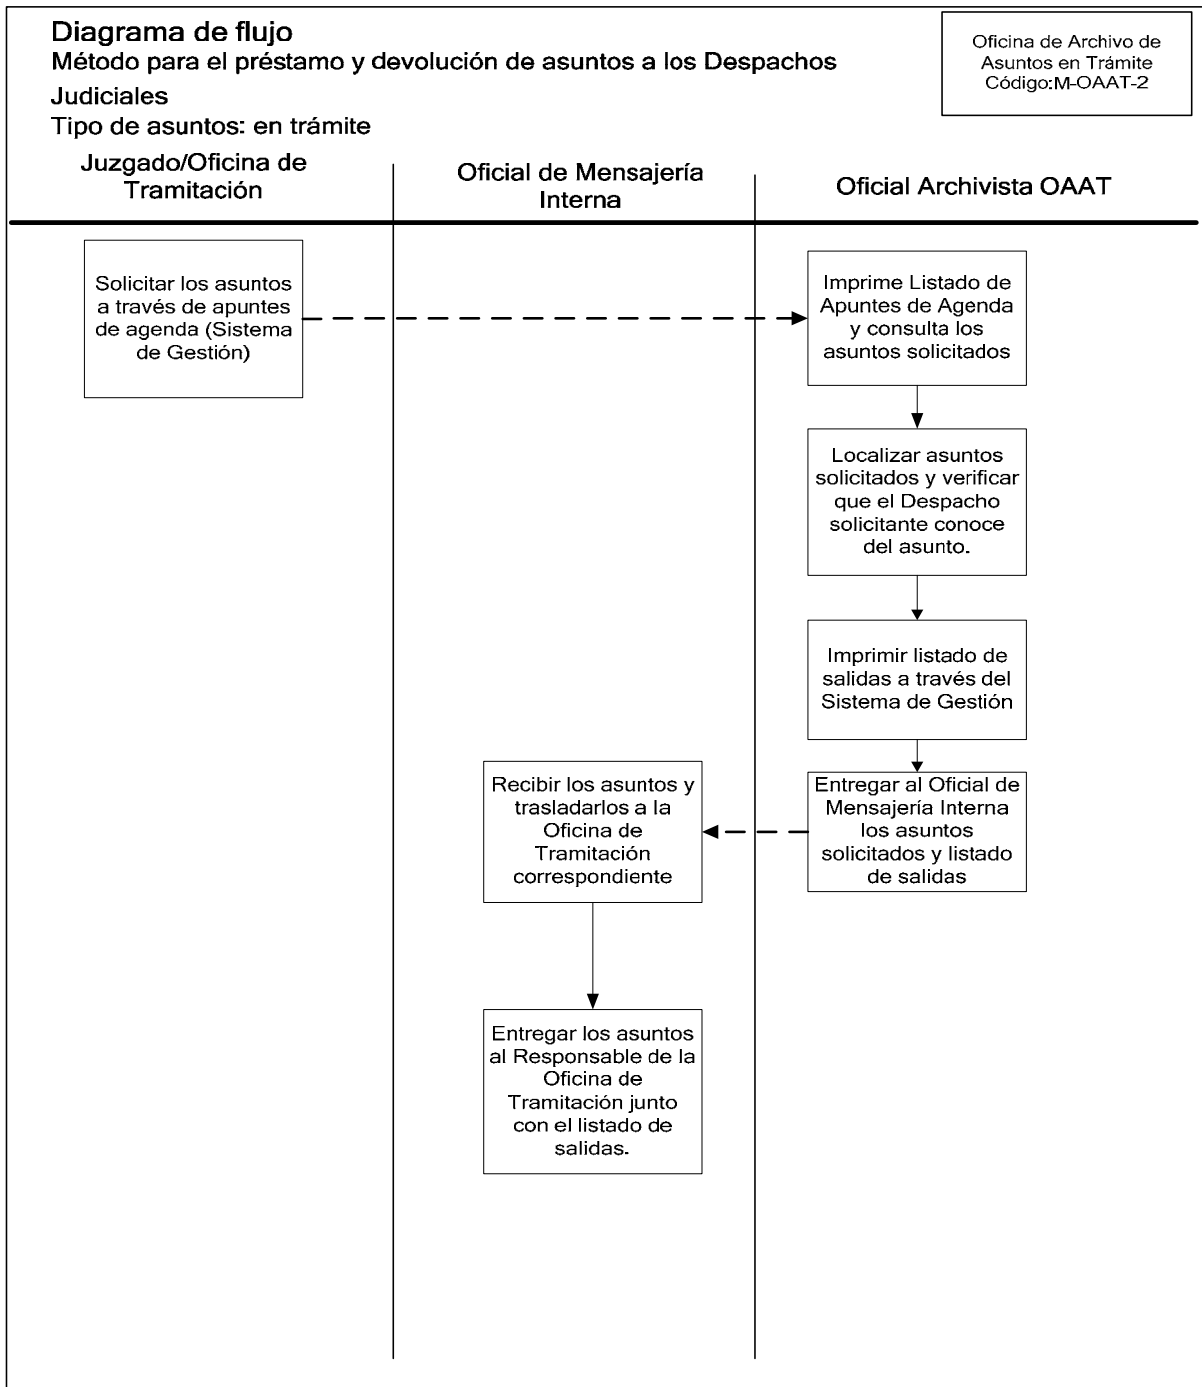 Diagrama de flujo
Método para el préstamo y devolución de asuntos a los Despachos
Judiciales
Tipo de asuntos: en trámite
Oficina de Archivo de
Asuntos en Trámite
Código:M-OAAT-2
Juzgado/Oficina de
Tramitación
Oficial de Mensajería
Interna
Oficial Archivista OAAT
Solicitar los asuntos
a través de apuntes
de agenda (Sistema
de Gestión)
Imprime Listado de
Apuntes de Agenda
y consulta los
asuntos solicitados
Localizar asuntos
solicitados y verificar
que el Despacho
solicitante conoce
del asunto.
Imprimir listado de
salidas a través del
Sistema de Gestión
Entregar al Oficial de
Mensajería Interna
los asuntos
solicitados y listado
de salidas
Recibir los asuntos y
trasladarlos a la
Oficina de
Tramitación
correspondiente
Entregar los asuntos
al Responsable de la
Oficina de
Tramitación junto
con el listado de
salidas.